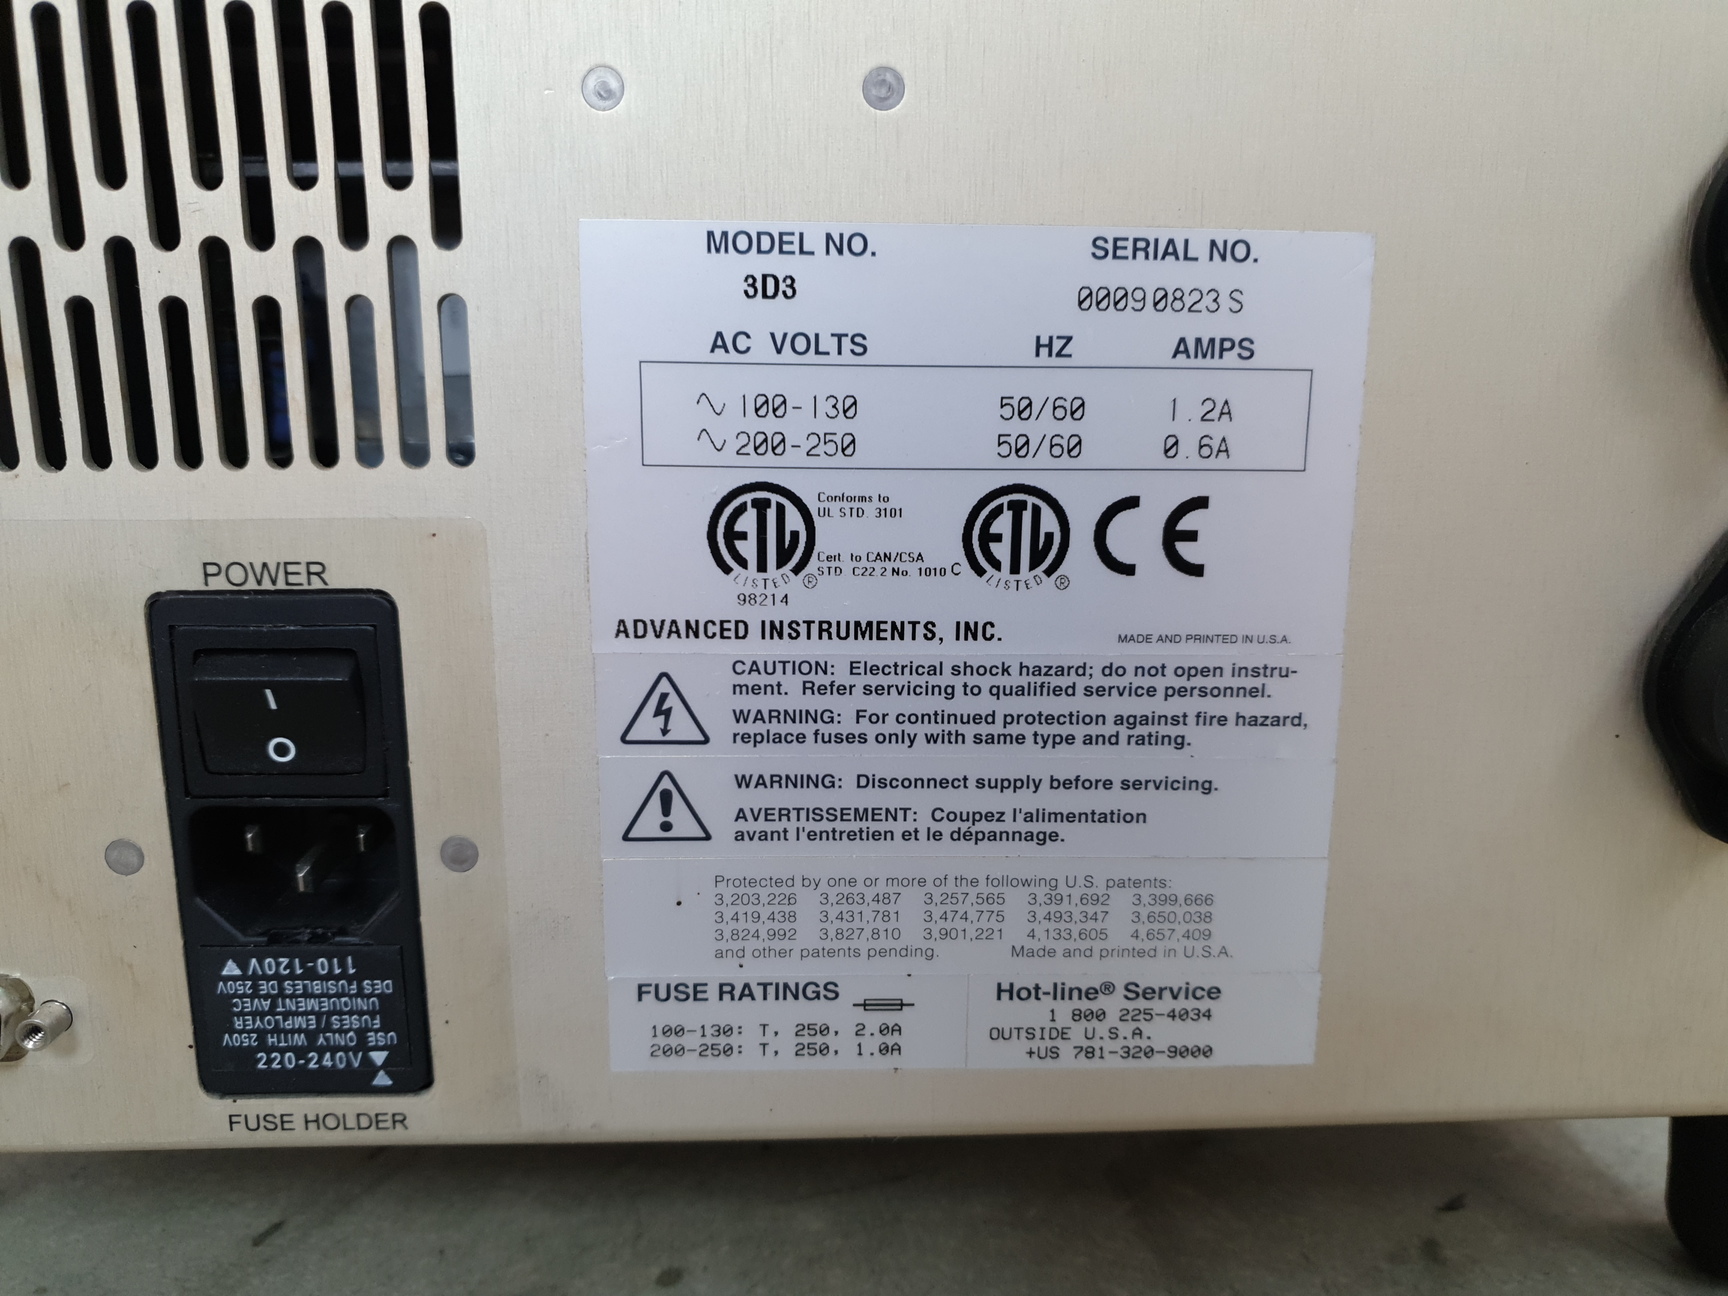 MODEL NO. SERIAL NO.
3D3 00090823S
AC VOLTS HZ AMPS
100-130 50/60 1.2A
200-250 50/60 0.6A
ETL LISTED ® 98214
Conforms to
UL STD. 3101
Cert. to CAN/CSA
STD. C22.2 No. 1010
C ETL LISTED ®
CE
ADVANCED INSTRUMENTS, INC. MADE AND PRINTED IN U.S.A.
CAUTION: Electrical shock hazard; do not open instru-
ment. Refer servicing to qualified service personnel.
WARNING: For continued protection against fire hazard,
replace fuses only with same type and rating.
WARNING: Disconnect supply before servicing.
AVERTISSEMENT: Coupez l'alimentation
avant l'entretien et le dépannage.
Protected by one or more of the following U.S. patents:
3,203,226 3,263,487 3,257,565 3,391,692 3,399,666
3,419,438 3,431,781 3,474,775 3,493,347 3,650,038
3,824,992 3,827,810 3,901,221 4,133,605 4,657,409
and other patents pending. Made and printed in U.S.A.
FUSE RATINGS
100-130: T, 250, 2.0A
200-250: T, 250, 1.0A
Hot-line® Service
1 800 225-4034
OUTSIDE U.S.A.
+US 781-320-9000
POWER
I
O
220-240V
USE ONLY WITH 250V
FUSES / EMPLOYER
UNIQUEMENT AVEC
DES FUSIBLES DE 250V
110-120V
FUSE HOLDER